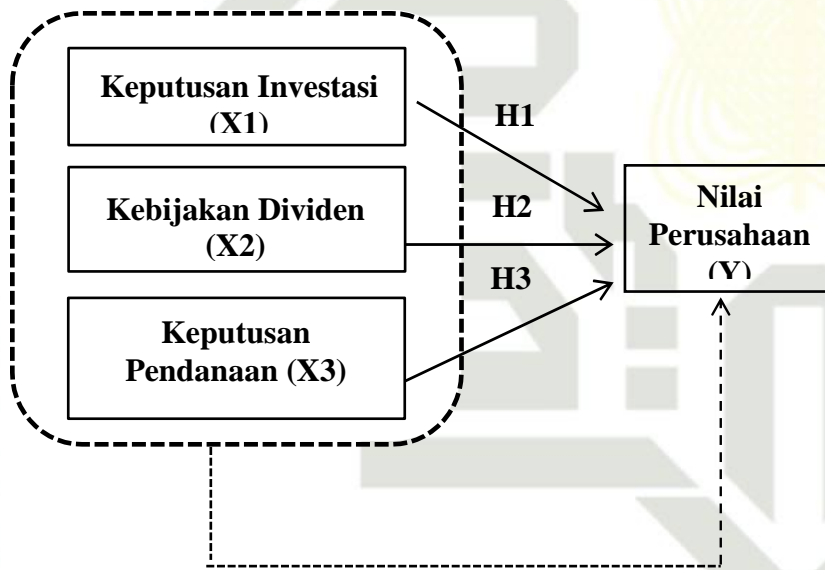 Keputusan Investasi
(X1)
H1
Kebijakan Dividen
(X2)
H2
Nilai
Perusahaan
(Y)
H3
Keputusan
Pendanaan (X3)